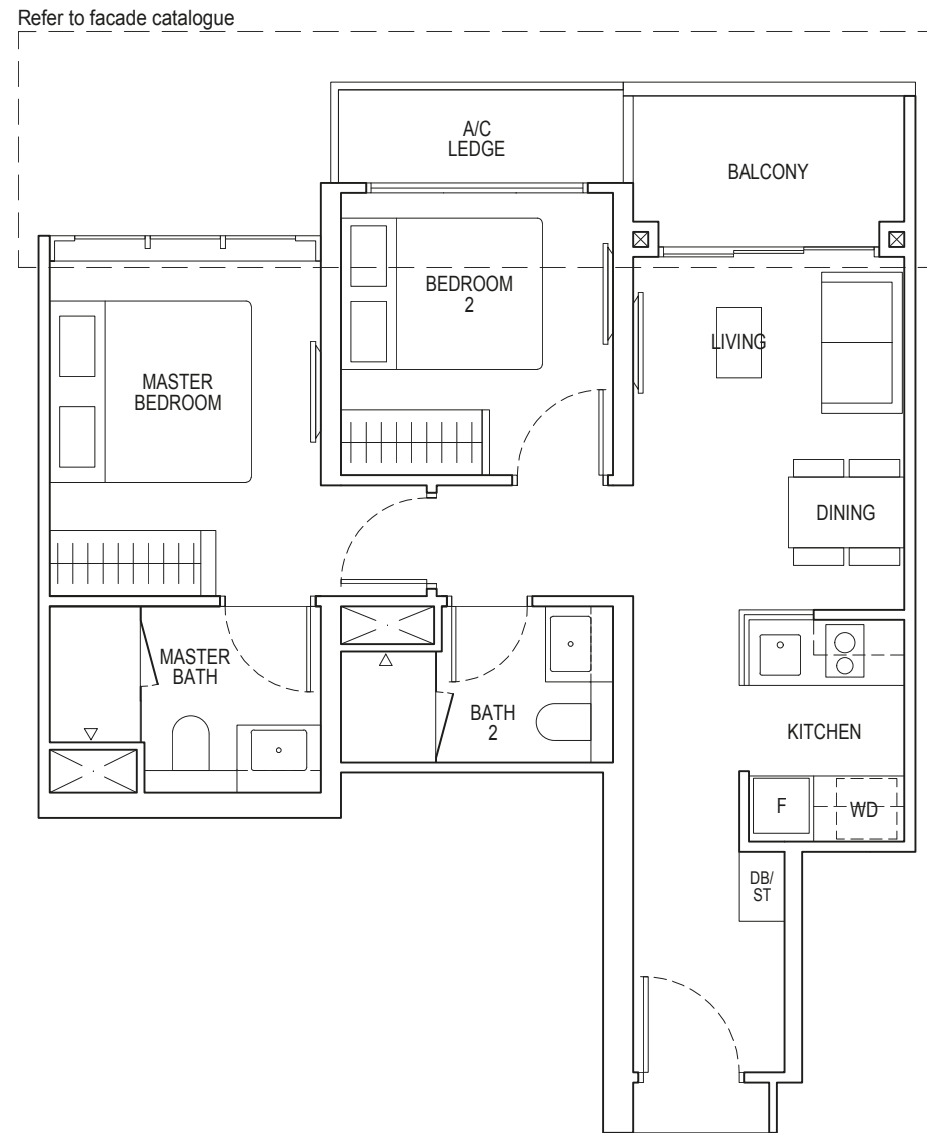 Refer to facade catalogue
A/C
LEDGE
BALCONY
BEDROOM
2
LIVING
MASTER
BEDROOM
DINING
MASTER
BATH
BATH
2
KITCHEN
F
WD
DB/
ST